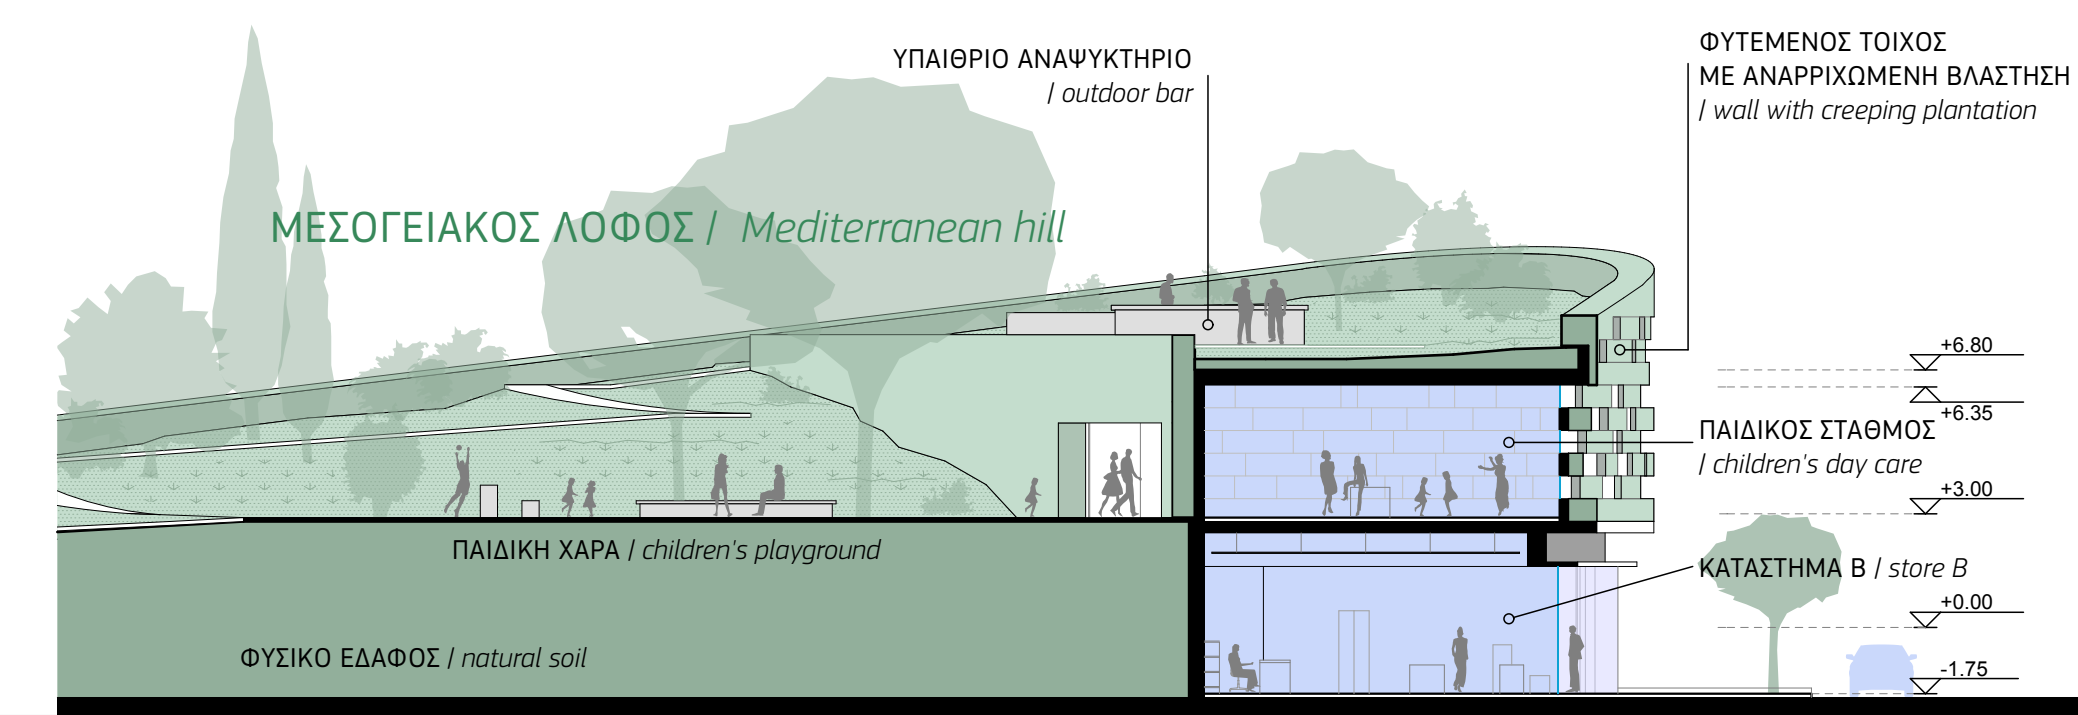 ΥΠΑΙΘΡΙΟ ΑΝΑΨΥΚΤΗΡΙΟ
/ outdoor bar
ΦΥΤΕΜΕΝΟΣ ΤΟΙΧΟΣ
ΜΕ ΑΝΑΡΡΙΧΩΜΕΝΗ ΒΛΑΣΤΗΣΗ
/ wall with creeping plantation
ΜΕΣΟΓΕΙΑΚΟΣ ΛΟΦΟΣ / Mediterranean hill
+6.80
+6.35
ΠΑΙΔΙΚΟΣ ΣΤΑΘΜΟΣ
/ children's day care
+3.00
ΠΑΙΔΙΚΗ ΧΑΡΑ / children's playground
ΚΑΤΑΣΤΗΜΑ Β / store B
+0.00
ΦΥΣΙΚΟ ΕΔΑΦΟΣ / natural soil
-1.75